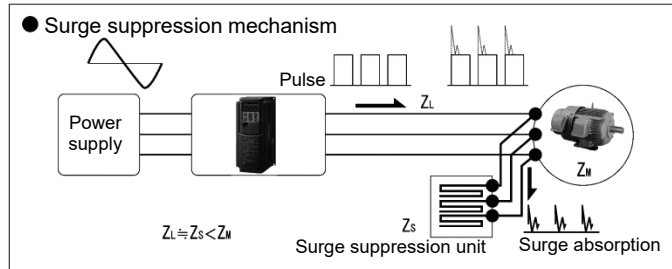 ● Surge suppression mechanism
Pulse
ZL
Power
supply
ZM
ZS
ZL≒ZS<ZM
Surge suppression unit
Surge absorption